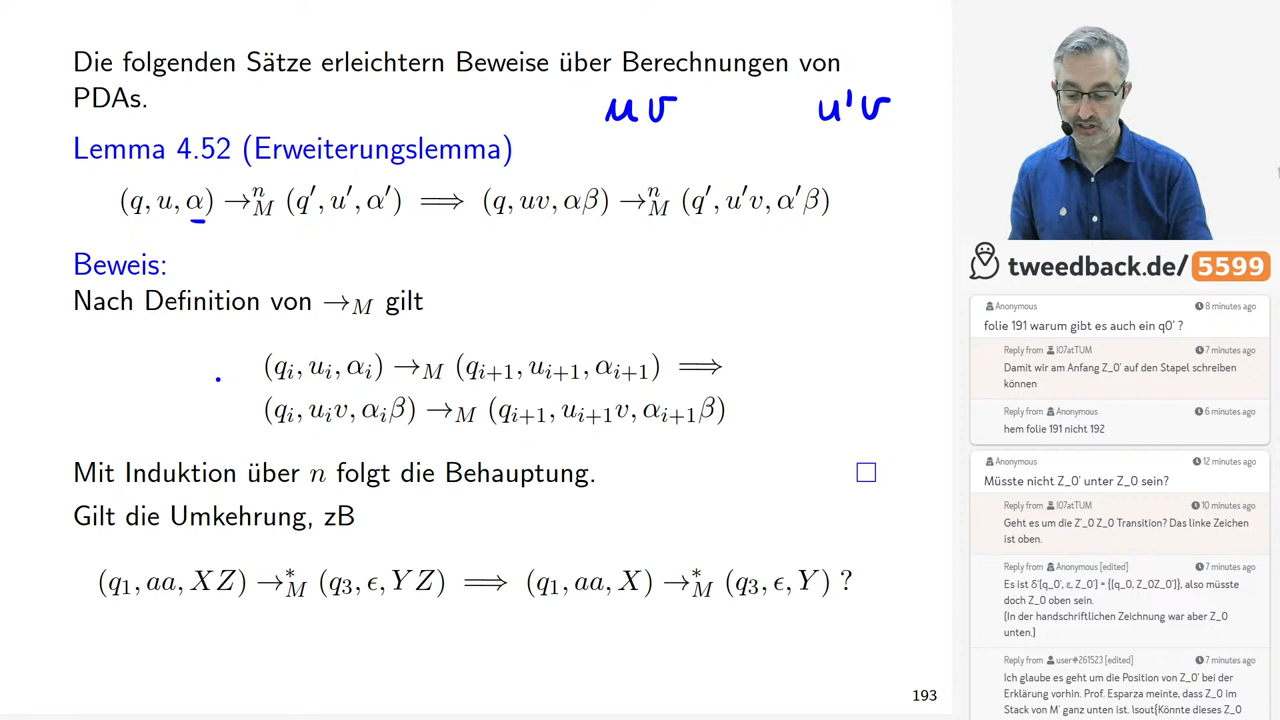 Die folgenden Sätze erleichtern Beweise über Berechnungen von
PDAs.
uv u'v
Lemma 4.52 (Erweiterungslemma)
(q, u, α) →ⁿ_M (q′, u′, α′) ⟹ (q, uv, αβ) →ⁿ_M (q′, u′v, α′β)
Beweis:
Nach Definition von →_M gilt
(q_i, u_i, α_i) →_M (q_{i+1}, u_{i+1}, α_{i+1}) ⟹
(q_i, u_i v, α_i β) →_M (q_{i+1}, u_{i+1} v, α_{i+1} β)
Mit Induktion über n folgt die Behauptung. □
Gilt die Umkehrung, zB
(q₁, aa, XZ) →*_M (q₃, ϵ, YZ) ⟹ (q₁, aa, X) →*_M (q₃, ϵ, Y) ?
193
tweedback.de/ 5599
Anonymous 8 minutes ago
folie 191 warum gibt es auch ein q0' ?
Reply from I07atTUM 7 minutes ago
Damit wir am Anfang Z_0' auf den Stapel schreiben
können
Reply from Anonymous 6 minutes ago
hem folie 191 nicht 192
Anonymous 12 minutes ago
Müsste nicht Z_0' unter Z_0 sein?
Reply from I07atTUM 10 minutes ago
Geht es um die Z'_0 Z_0 Transition? Das linke Zeichen
ist oben.
Reply from Anonymous [edited] 7 minutes ago
Es ist δ'(q_0', ε, Z_0') = {(q_0, Z_0Z_0')}, also müsste
doch Z_0 oben sein.
[In der handschriftlichen Zeichnung war aber Z_0
unten.]
Reply from user#261523 [edited] 7 minutes ago
Ich glaube es geht um die Position von Z_0' bei der
Erklärung vorhin. Prof. Esparza meinte, dass Z_0 im
Stack von M' ganz unten ist. \sout{Könnte dieses Z_0